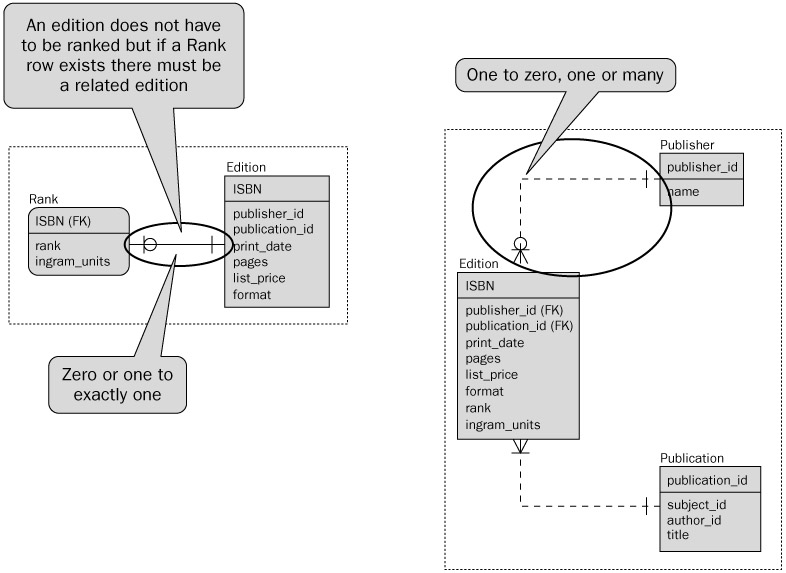 An edition does not have
to be ranked but if a Rank
row exists there must be
a related edition
Rank
ISBN (FK)
rank
ingram_units
Edition
ISBN
publisher_id
publication_id
print_date
pages
list_price
format
Zero or one to
exactly one
One to zero, one or many
Publisher
publisher_id
name
Edition
ISBN
publisher_id (FK)
publication_id (FK)
print_date
pages
list_price
format
rank
ingram_units
Publication
publication_id
subject_id
author_id
title